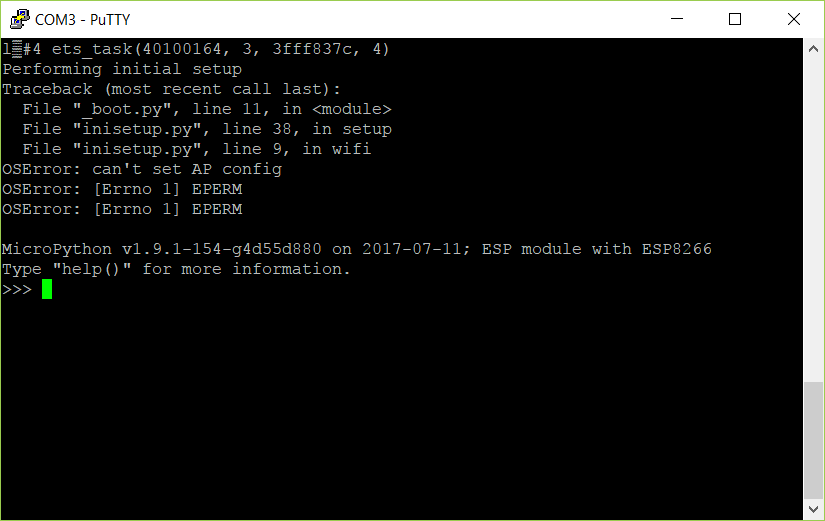 COM3 - PuTTY
l▒#4 ets_task(40100164, 3, 3fff837c, 4)
Performing initial setup
Traceback (most recent call last):
  File "_boot.py", line 11, in <module>
  File "inisetup.py", line 38, in setup
  File "inisetup.py", line 9, in wifi
OSError: can't set AP config
OSError: [Errno 1] EPERM
OSError: [Errno 1] EPERM
MicroPython v1.9.1-154-g4d55d880 on 2017-07-11; ESP module with ESP8266
Type "help()" for more information.
>>>